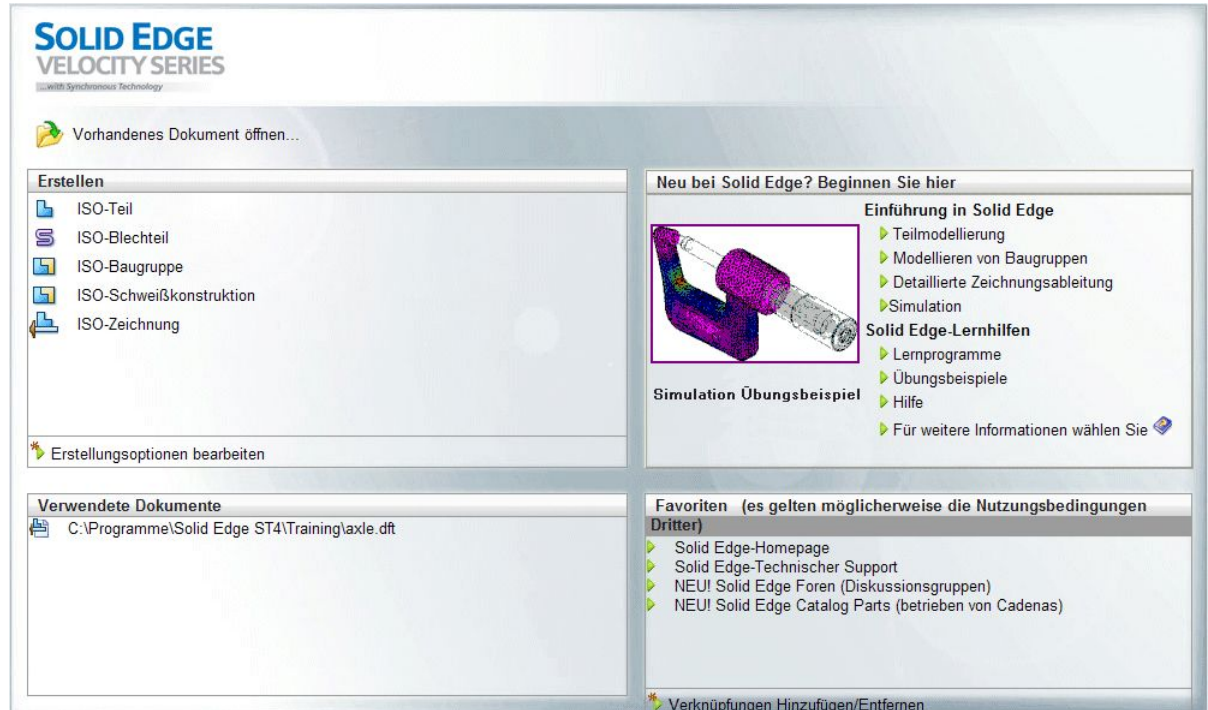 SOLID EDGE
VELOCITY SERIES
...with Synchronous Technology
Vorhandenes Dokument öffnen...
Erstellen
ISO-Teil
ISO-Blechteil
ISO-Baugruppe
ISO-Schweißkonstruktion
ISO-Zeichnung
Erstellungsoptionen bearbeiten
Neu bei Solid Edge? Beginnen Sie hier
Simulation Übungsbeispiel
Einführung in Solid Edge
Teilmodellierung
Modellieren von Baugruppen
Detaillierte Zeichnungsableitung
Simulation
Solid Edge-Lernhilfen
Lernprogramme
Übungsbeispiele
Hilfe
Für weitere Informationen wählen Sie
Verwendete Dokumente
C:\Programme\Solid Edge ST4\Training\axle.dft
Favoriten (es gelten möglicherweise die Nutzungsbedingungen
Dritter)
Solid Edge-Homepage
Solid Edge-Technischer Support
NEU! Solid Edge Foren (Diskussionsgruppen)
NEU! Solid Edge Catalog Parts (betrieben von Cadenas)
Verknüpfungen Hinzufügen/Entfernen